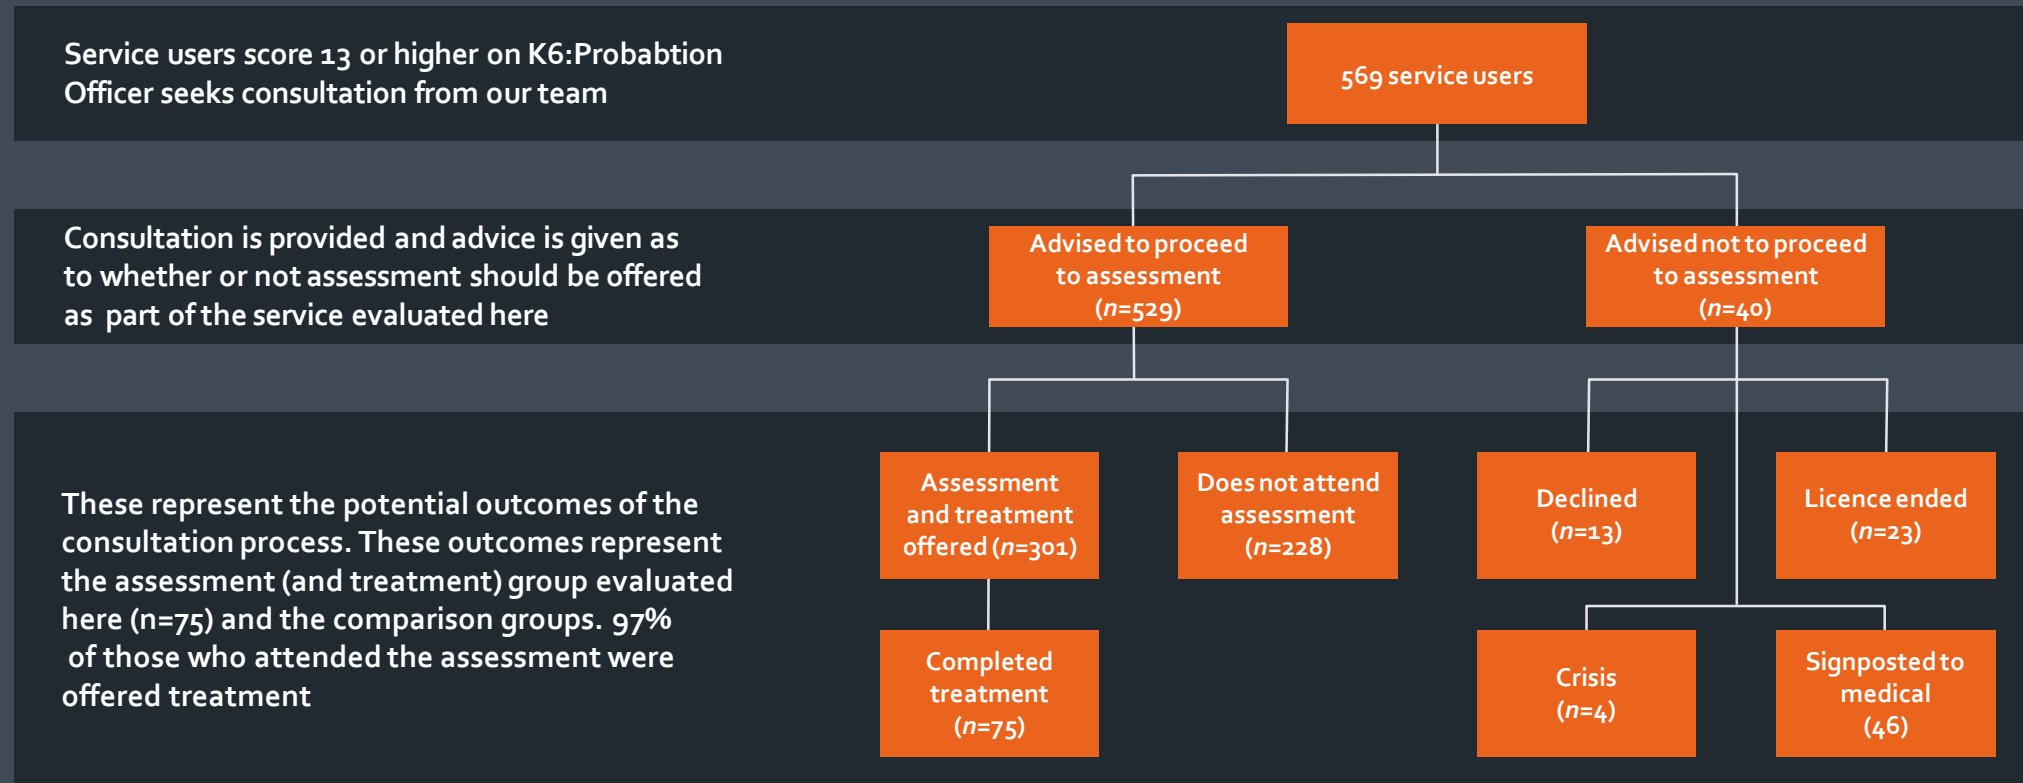 Service users score 13 or higher on K6:Probabtion
Officer seeks consultation from our team
569 service users
Consultation is provided and advice is given as
to whether or not assessment should be offered
as part of the service evaluated here
Advised to proceed
to assessment
(n=529)
Advised not to proceed
to assessment
(n=40)
These represent the potential outcomes of the
consultation process. These outcomes represent
the assessment (and treatment) group evaluated
here (n=75) and the comparison groups. 97%
of those who attended the assessment were
offered treatment
Assessment
and treatment
offered (n=301)
Does not attend
assessment
(n=228)
Declined
(n=13)
Licence ended
(n=23)
Completed
treatment
(n=75)
Crisis
(n=4)
Signposted to
medical
(46)